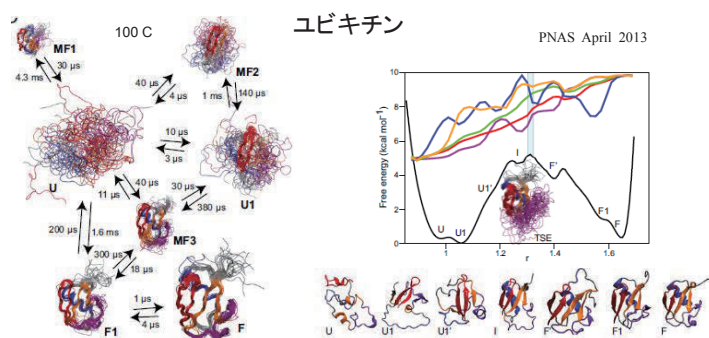 ユビキチン
PNAS April 2013
100 C
MF1
30 µs
4.3 ms
40 µs
4 µs
MF2
1 ms
140 µs
10 µs
3 µs
U
U1
11 µs
40 µs
30 µs
380 µs
MF3
200 µs
1.6 ms
300 µs
18 µs
F1
1 µs
4 µs
F
Free energy (kcal mol⁻¹)
10
8
6
4
2
0
U
U1
U1'
I
F'
F1
F
TSE
1
1.2
1.4
1.6
r
U
U1
U1'
I
F'
F1
F